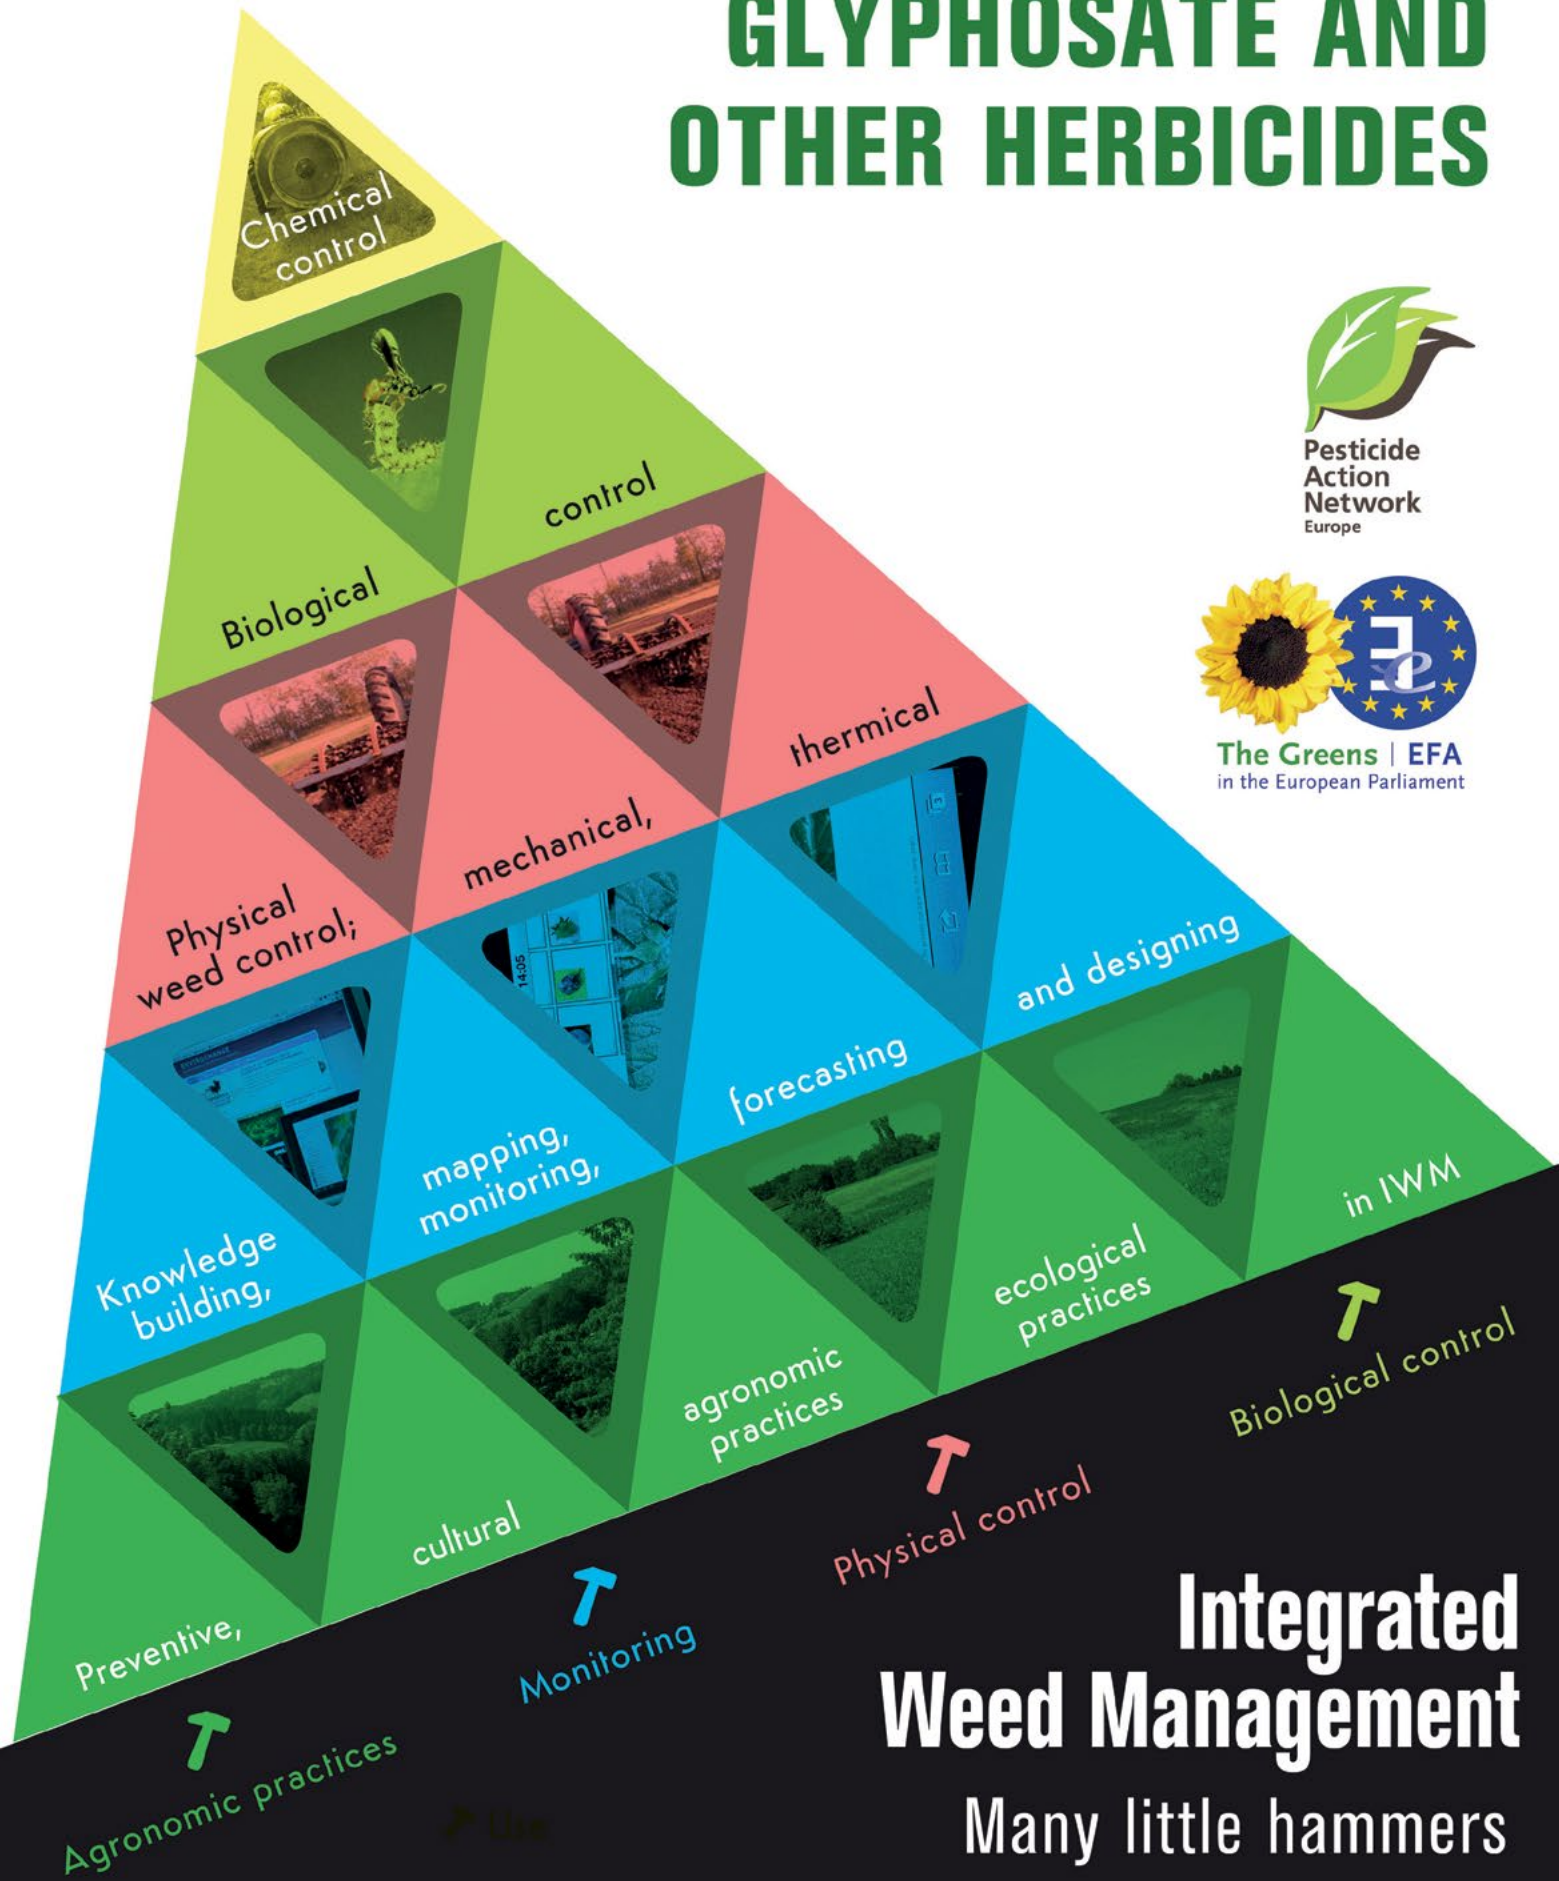 GLYPHOSATE AND
OTHER HERBICIDES
Chemical
control
Pesticide
Action
Network
Europe
control
Biological
The Greens | EFA
in the European Parliament
thermical
mechanical,
Physical
weed control;
14:05
and designing
forecasting
mapping,
monitoring,
Knowledge
building,
in IWM
ecological
practices
agronomic
practices
cultural
Preventive,
Biological control
Physical control
Monitoring
Agronomic practices
Integrated
Weed Management
Many little hammers